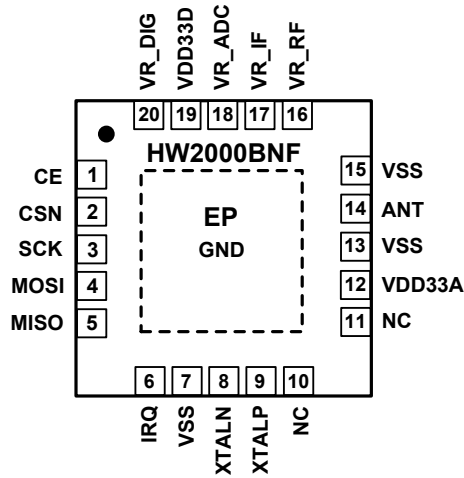 VR_DIG
VDD33D
VR_ADC
VR_IF
VR_RF
20 19 18 17 16
HW2000BNF
CE 1
CSN 2
SCK 3
MOSI 4
MISO 5
EP
GND
15 VSS
14 ANT
13 VSS
12 VDD33A
11 NC
6 7 8 9 10
IRQ
VSS
XTALN
XTALP
NC